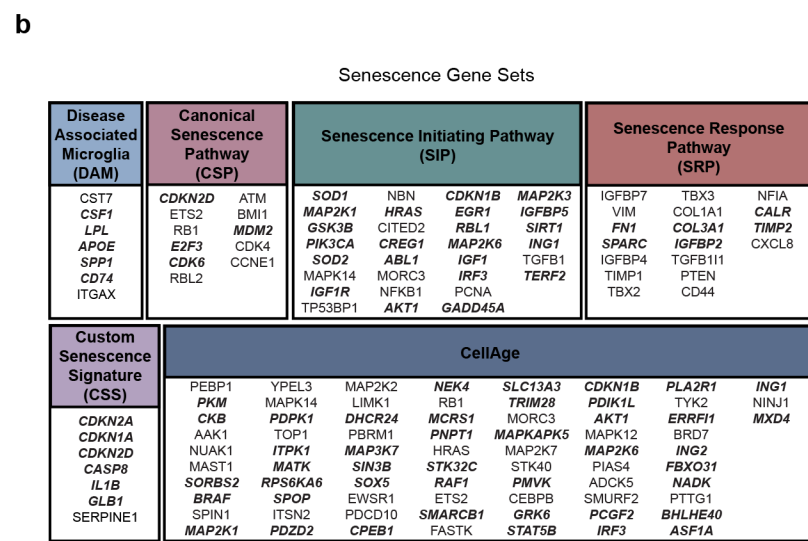 b
Senescence Gene Sets
Disease
Associated
Microglia
(DAM)
CST7
CSF1
LPL
APOE
SPP1
CD74
ITGAX
Canonical
Senescence
Pathway
(CSP)
CDKN2D ATM
ETS2 BMI1
RB1 MDM2
E2F3 CDK4
CDK6 CCNE1
RBL2
Senescence Initiating Pathway
(SIP)
SOD1 NBN CDKN1B MAP2K3
MAP2K1 HRAS EGR1 IGFBP5
GSK3B CITED2 RBL1 SIRT1
PIK3CA CREG1 MAP2K6 ING1
SOD2 ABL1 IGF1 TGFB1
MAPK14 MORC3 IRF3 TERF2
IGF1R NFKB1 PCNA
TP53BP1 AKT1 GADD45A
Senescence Response
Pathway
(SRP)
IGFBP7 TBX3 NFIA
VIM COL1A1 CALR
FN1 COL3A1 TIMP2
SPARC IGFBP2 CXCL8
IGFBP4 TGFB1I1
TIMP1 PTEN
TBX2 CD44
Custom
Senescence
Signature
(CSS)
CDKN2A
CDKN1A
CDKN2D
CASP8
IL1B
GLB1
SERPINE1
CellAge
PEBP1 YPEL3 MAP2K2 NEK4 SLC13A3 CDKN1B PLA2R1 ING1
PKM MAPK14 LIMK1 RB1 TRIM28 PDIK1L TYK2 NINJ1
CKB PDPK1 DHCR24 MCRS1 MORC3 AKT1 ERRFI1 MXD4
AAK1 TOP1 PBRM1 PNPT1 MAPKAPK5 MAPK12 BRD7
NUAK1 ITPK1 MAP3K7 HRAS MAP2K7 MAP2K6 ING2
MAST1 MATK SIN3B STK32C STK40 PIAS4 FBXO31
SORBS2 RPS6KA6 SOX5 RAF1 PMVK ADCK5 NADK
BRAF SPOP EWSR1 ETS2 CEBPB SMURF2 PTTG1
SPIN1 ITSN2 PDCD10 SMARCB1 GRK6 PCGF2 BHLHE40
MAP2K1 PDZD2 CPEB1 FASTK STAT5B IRF3 ASF1A